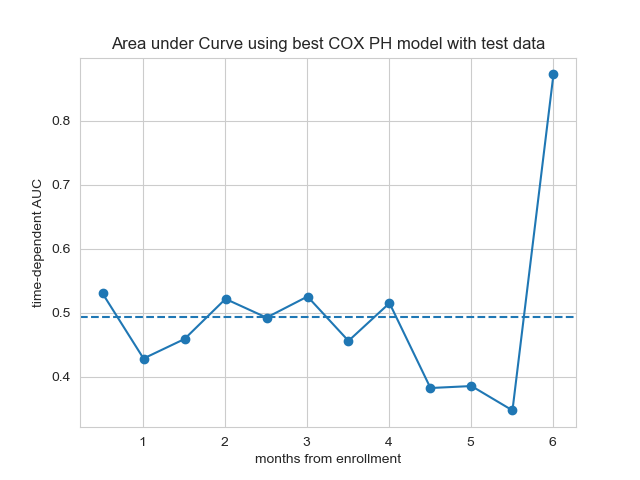 Area under Curve using best COX PH model with test data
time-dependent AUC
0.8
0.7
0.6
0.5
0.4
1 2 3 4 5 6
months from enrollment